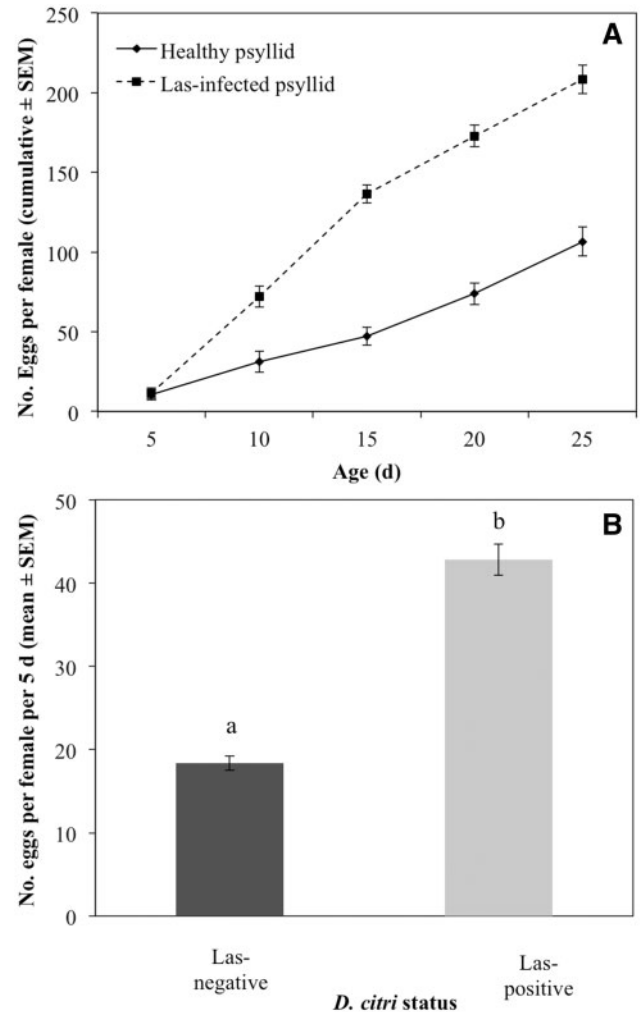 A
No. Eggs per female (cumulative ± SEM)
250
200
150
100
50
0
Healthy psyllid
Las-infected psyllid
5 10 15 20 25
Age (d)
B
No. eggs per female per 5 d (mean ± SEM)
50
40
30
20
10
0
a
b
Las-
negative
Las-
positive
D. citri status